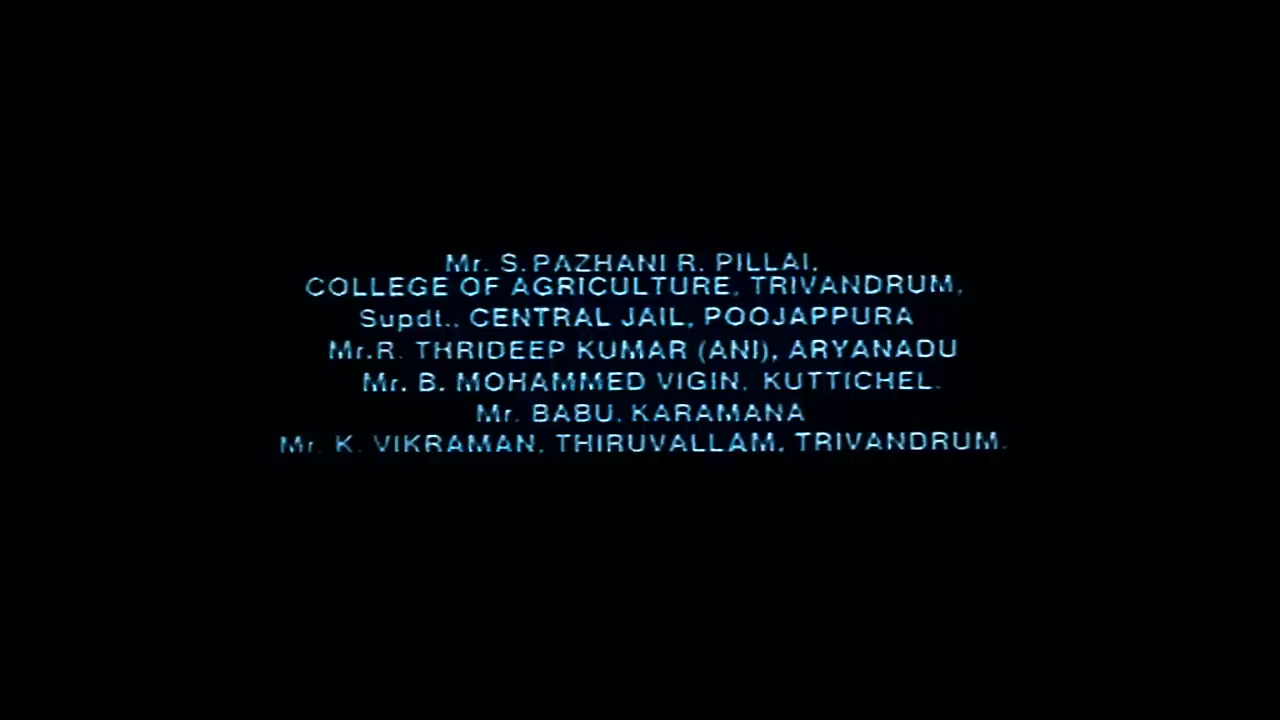 Mr. S. PAZHANI R. PILLAI,
COLLEGE OF AGRICULTURE, TRIVANDRUM,
Supdt., CENTRAL JAIL, POOJAPPURA
Mr.R. THRIDEEP KUMAR (ANI), ARYANADU
Mr. B. MOHAMMED VIGIN, KUTTICHEL.
Mr. BABU, KARAMANA
Mr. K. VIKRAMAN, THIRUVALLAM, TRIVANDRUM.